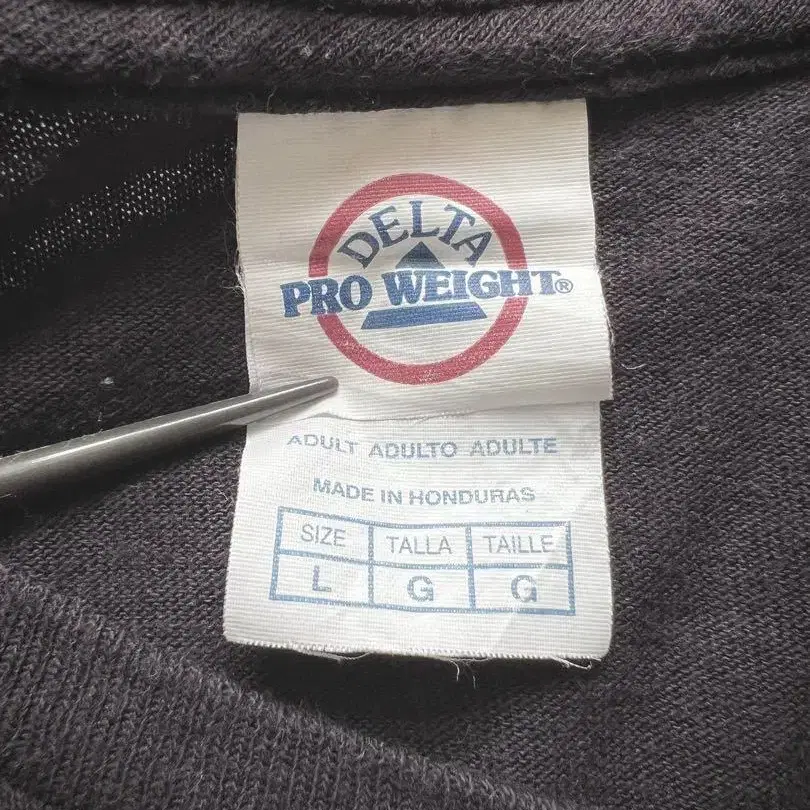 DELTA
PRO WEIGHT®
ADULT ADULTO ADULTE
MADE IN HONDURAS
SIZE TALLA TAILLE
L G G